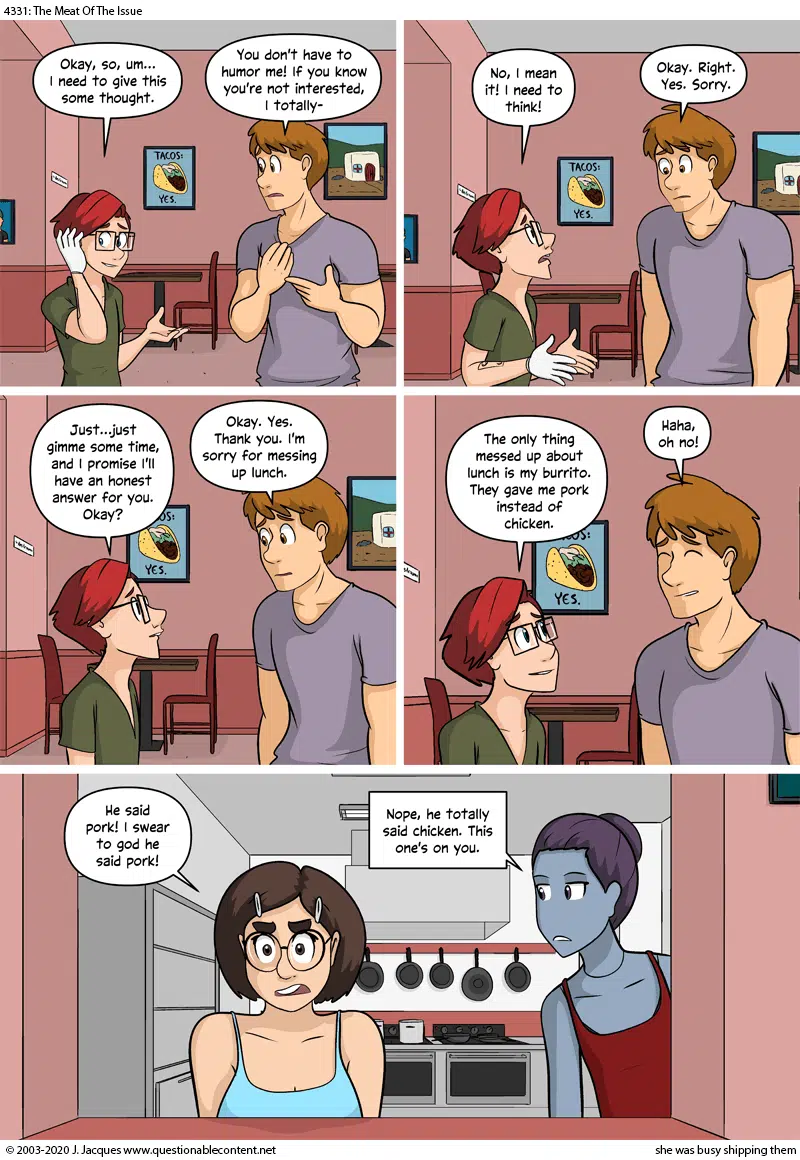 4331: The Meat Of The Issue
Okay, so, um...
I need to give this
some thought.
You don't have to
humor me! If you know
you're not interested,
I totally-
TACOS:
YES.
No, I mean
it! I need to
think!
Okay. Right.
Yes. Sorry.
TACOS:
YES.
Just...just
gimme some time,
and I promise I'll
have an honest
answer for you.
Okay?
Okay. Yes.
Thank you. I'm
sorry for messing
up lunch.
OS:
YES.
The only thing
messed up about
lunch is my burrito.
They gave me pork
instead of
chicken.
Haha,
oh no!
OS:
YES.
He said
pork! I swear
to god he
said pork!
Nope, he totally
said chicken. This
one's on you.
© 2003-2020 J. Jacques www.questionablecontent.net
she was busy shipping them